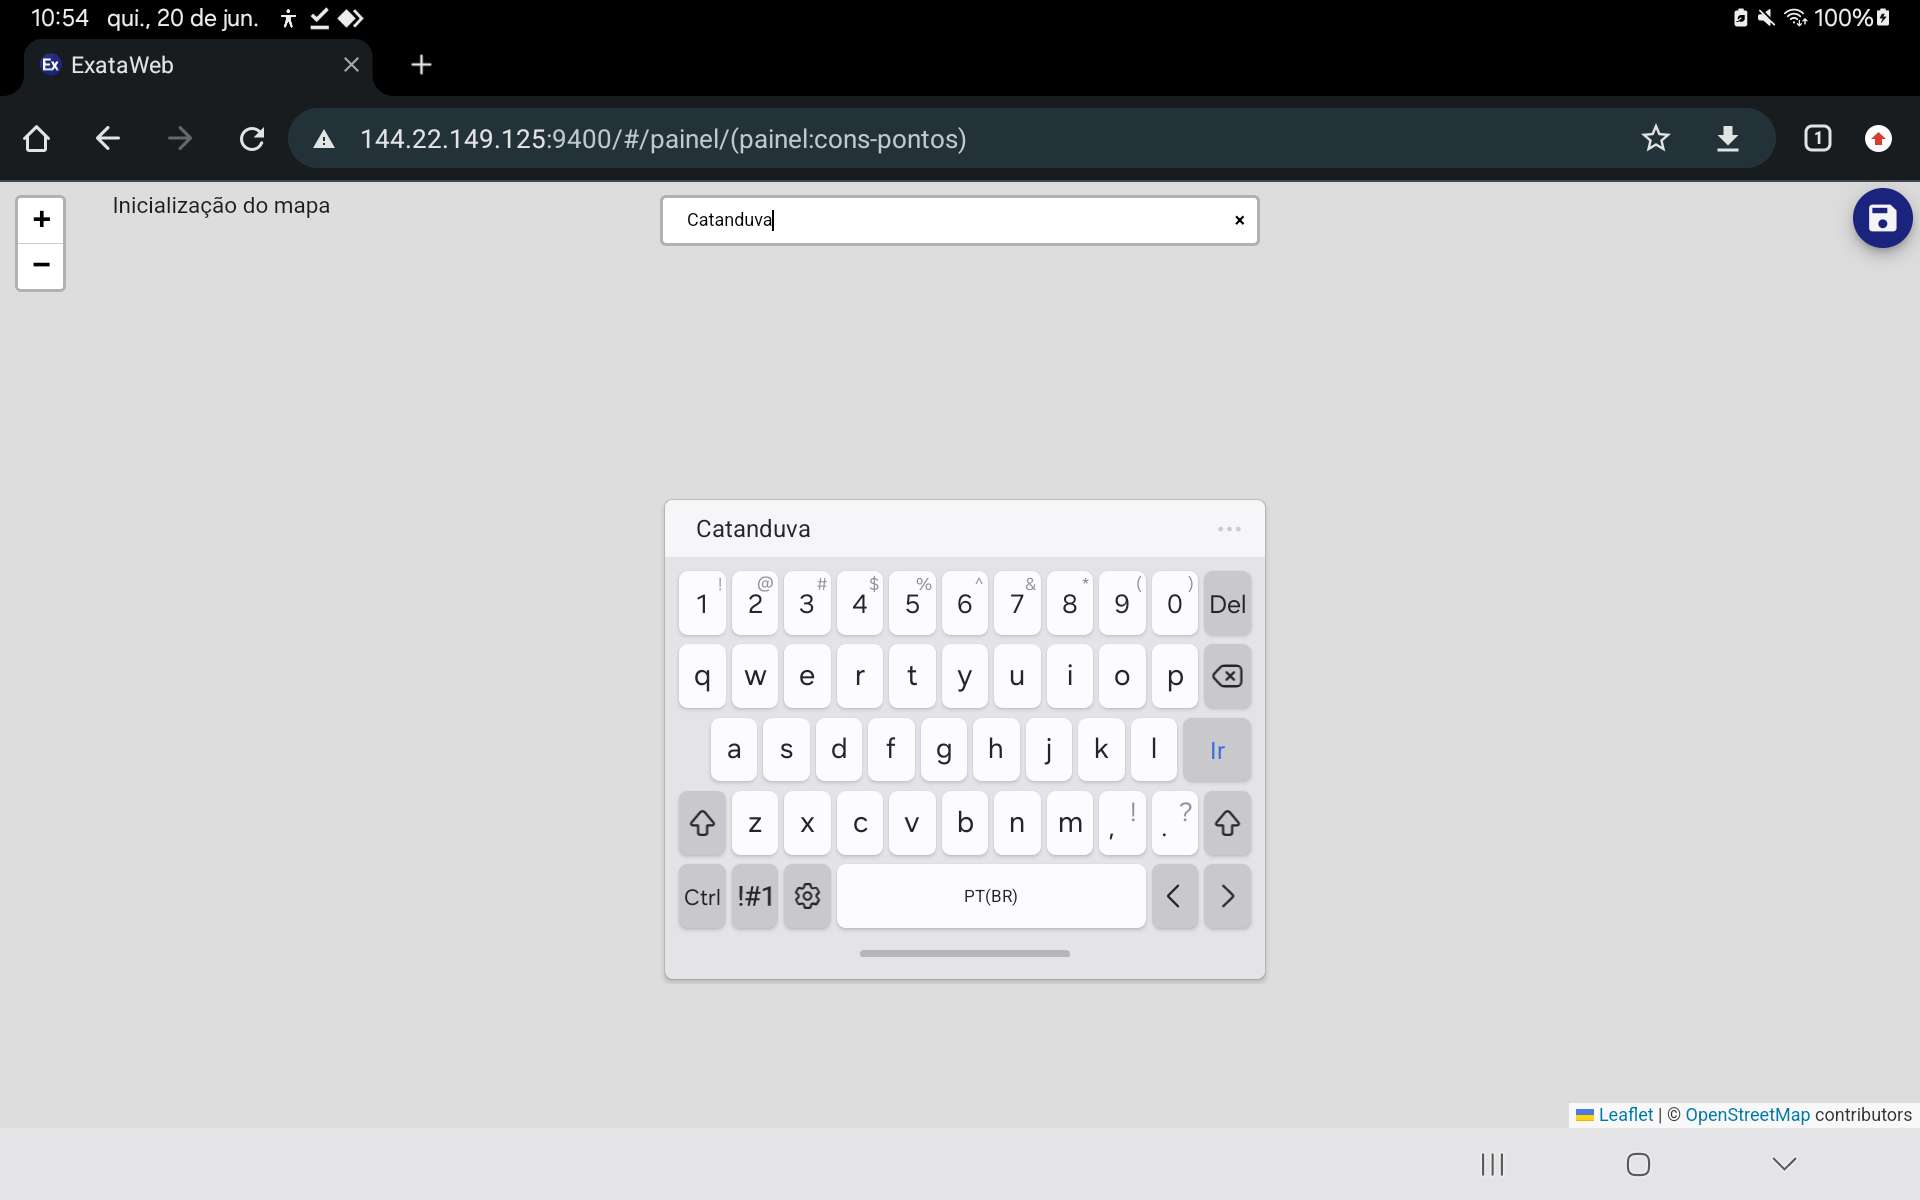 10:54 qui., 20 de jun. 100%
Ex ExataWeb
144.22.149.125:9400/#/painel/(painel:cons-pontos) 1
+ Inicialização do mapa Catanduva ×
−
Catanduva ...
! @ # $ % ^ & * ( )
1 2 3 4 5 6 7 8 9 0 Del
q w e r t y u i o p
a s d f g h j k l Ir
z x c v b n m , ! . ?
Ctrl !#1 PT(BR) < >
Leaflet | © OpenStreetMap contributors